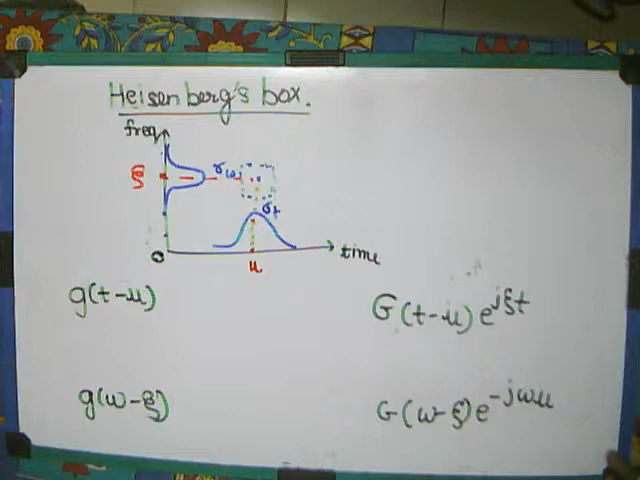 Heisenberg's box.
freq
ξ
σω
σt
0
time
u
g(t-u)
G(t-u)e^jξt
g(ω-ξ)
G(ω-ξ)e^-jωu